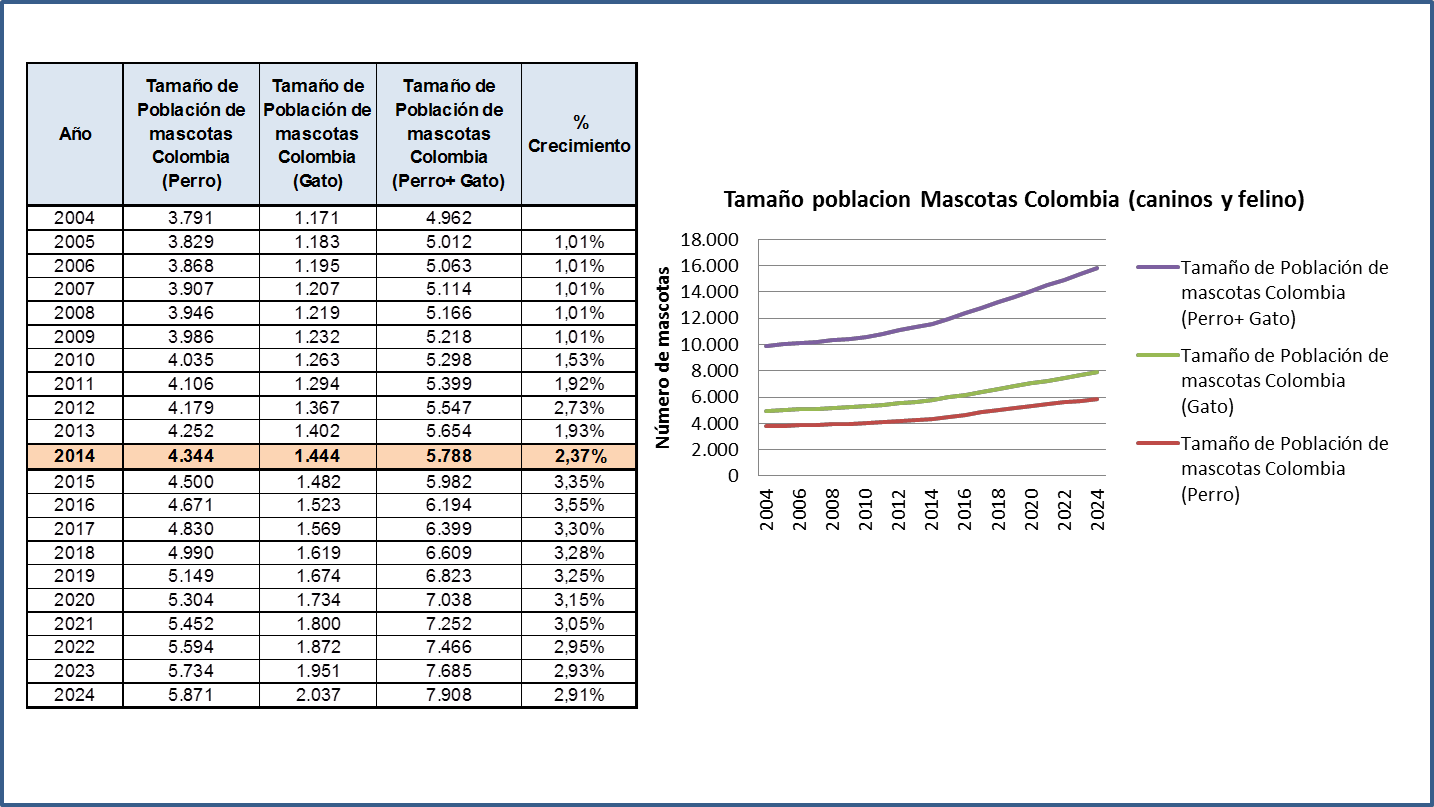 Año
Tamaño de
Población de
mascotas
Colombia
(Perro)
Tamaño de
Población de
mascotas
Colombia
(Gato)
Tamaño de
Población de
mascotas
Colombia
(Perro+ Gato)
%
Crecimiento
2004 3.791 1.171 4.962
2005 3.829 1.183 5.012 1,01%
2006 3.868 1.195 5.063 1,01%
2007 3.907 1.207 5.114 1,01%
2008 3.946 1.219 5.166 1,01%
2009 3.986 1.232 5.218 1,01%
2010 4.035 1.263 5.298 1,53%
2011 4.106 1.294 5.399 1,92%
2012 4.179 1.367 5.547 2,73%
2013 4.252 1.402 5.654 1,93%
2014 4.344 1.444 5.788 2,37%
2015 4.500 1.482 5.982 3,35%
2016 4.671 1.523 6.194 3,55%
2017 4.830 1.569 6.399 3,30%
2018 4.990 1.619 6.609 3,28%
2019 5.149 1.674 6.823 3,25%
2020 5.304 1.734 7.038 3,15%
2021 5.452 1.800 7.252 3,05%
2022 5.594 1.872 7.466 2,95%
2023 5.734 1.951 7.685 2,93%
2024 5.871 2.037 7.908 2,91%
Tamaño poblacion Mascotas Colombia (caninos y felino)
Número de mascotas
18.000
16.000
14.000
12.000
10.000
8.000
6.000
4.000
2.000
0
2004 2006 2008 2010 2012 2014 2016 2018 2020 2022 2024
Tamaño de Población de
mascotas Colombia
(Perro+ Gato)
Tamaño de Población de
mascotas Colombia
(Gato)
Tamaño de Población de
mascotas Colombia
(Perro)